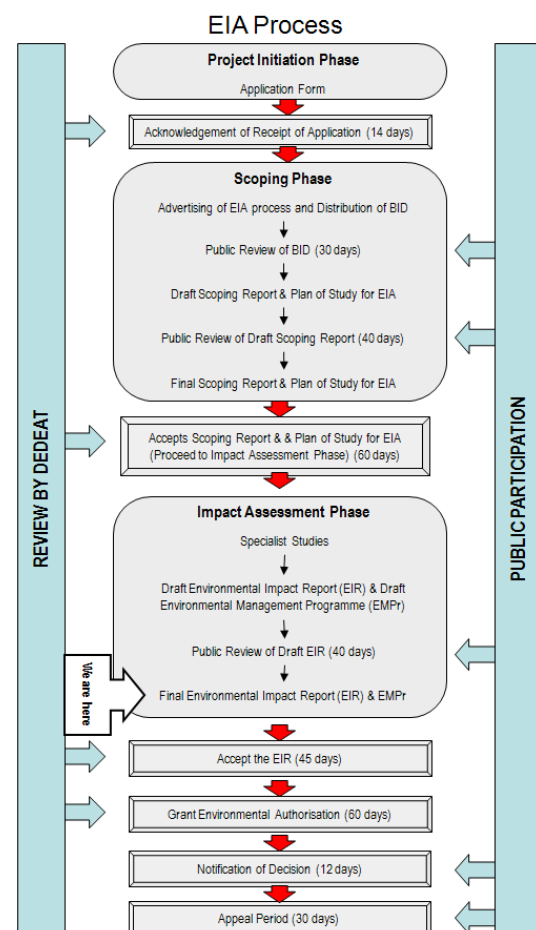 EIA Process
Project Initiation Phase
Application Form
Acknowledgement of Receipt of Application (14 days)
Scoping Phase
Advertising of EIA process and Distribution of BID
Public Review of BID (30 days)
Draft Scoping Report & Plan of Study for EIA
Public Review of Draft Scoping Report (40 days)
Final Scoping Report & Plan of Study for EIA
Accepts Scoping Report & & Plan of Study for EIA
(Proceed to Impact Assessment Phase) (60 days)
Impact Assessment Phase
Specialist Studies
Draft Environmental Impact Report (EIR) & Draft
Environmental Management Programme (EMPr)
Public Review of Draft EIR (40 days)
Final Environmental Impact Report (EIR) & EMPr
Accept the EIR (45 days)
Grant Environmental Authorisation (60 days)
Notification of Decision (12 days)
Appeal Period (30 days)
REVIEW BY DEDEAT
We are here
PUBLIC PARTICIPATION